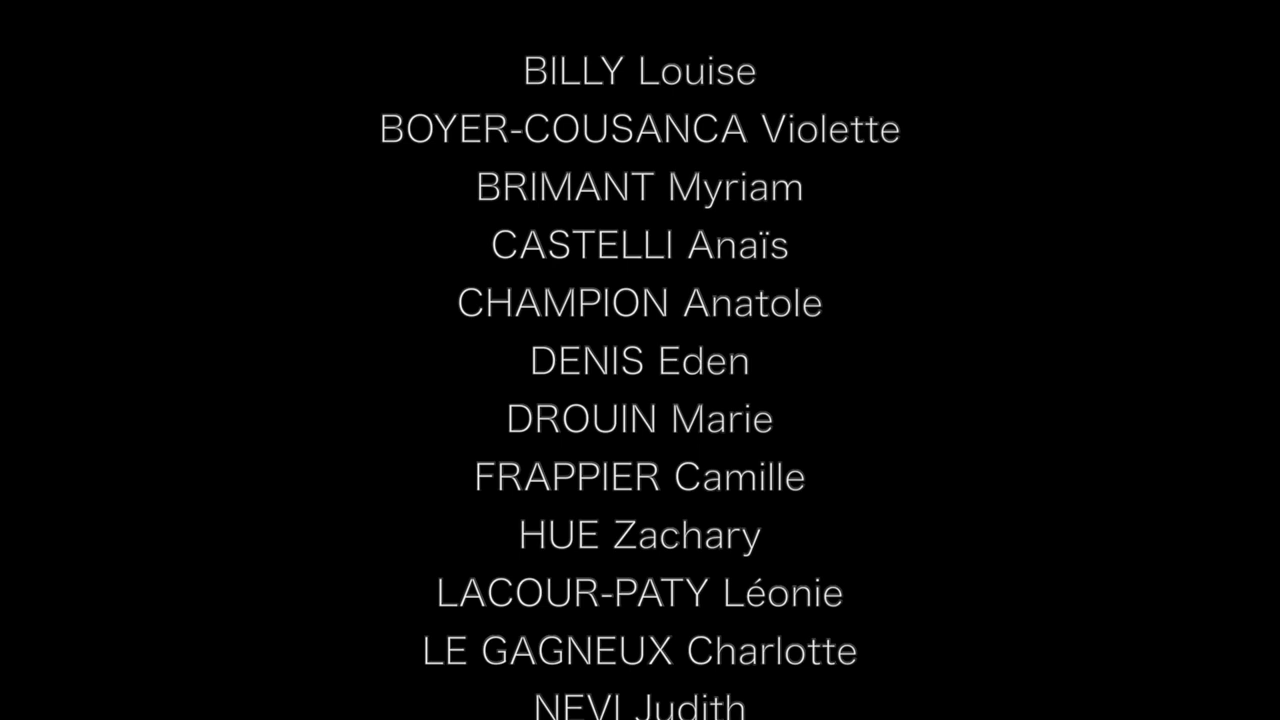 BILLY Louise
BOYER-COUSANCA Violette
BRIMANT Myriam
CASTELLI Anaïs
CHAMPION Anatole
DENIS Eden
DROUIN Marie
FRAPPIER Camille
HUE Zachary
LACOUR-PATY Léonie
LE GAGNEUX Charlotte
NEVI Judith